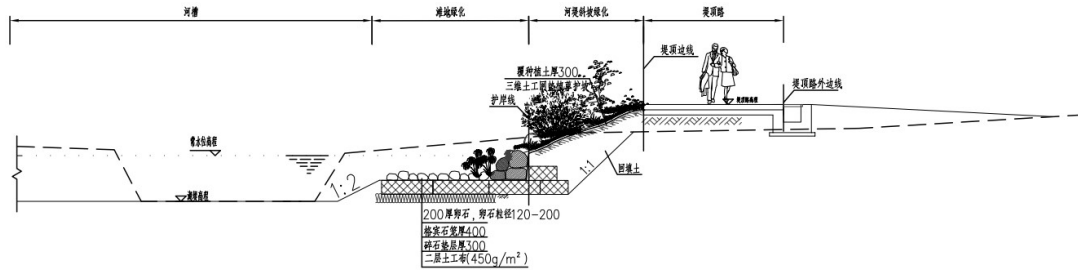 河槽
滩地绿化
河堤斜坡绿化
堤顶路
堤顶边线
覆种植土厚300
三维土工网垫植草护坡
护岸线
堤顶路高程
堤顶路外边线
常水位高程
1:2
1:1
回填土
200厚卵石，卵石粒径120-200
格宾石笼厚400
碎石垫层厚300
二层土工布(450g/m²)